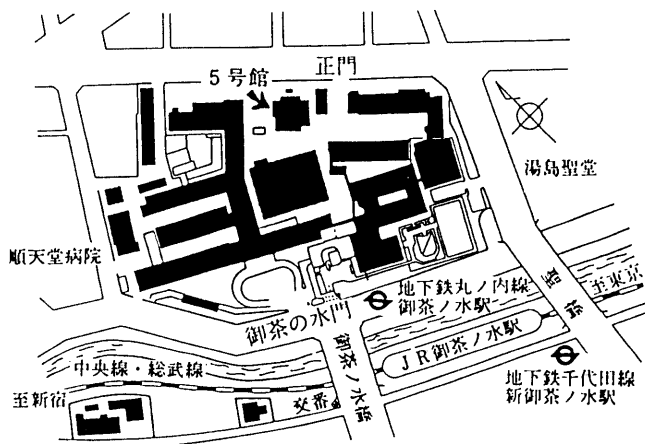 正門
5号館
湯島聖堂
順天堂病院
地下鉄丸ノ内線
御茶ノ水駅
聖橋
至東京
御茶の水門
御茶ノ水橋
JR御茶ノ水駅
中央線・総武線
至新宿
交番
地下鉄千代田線
新御茶ノ水駅